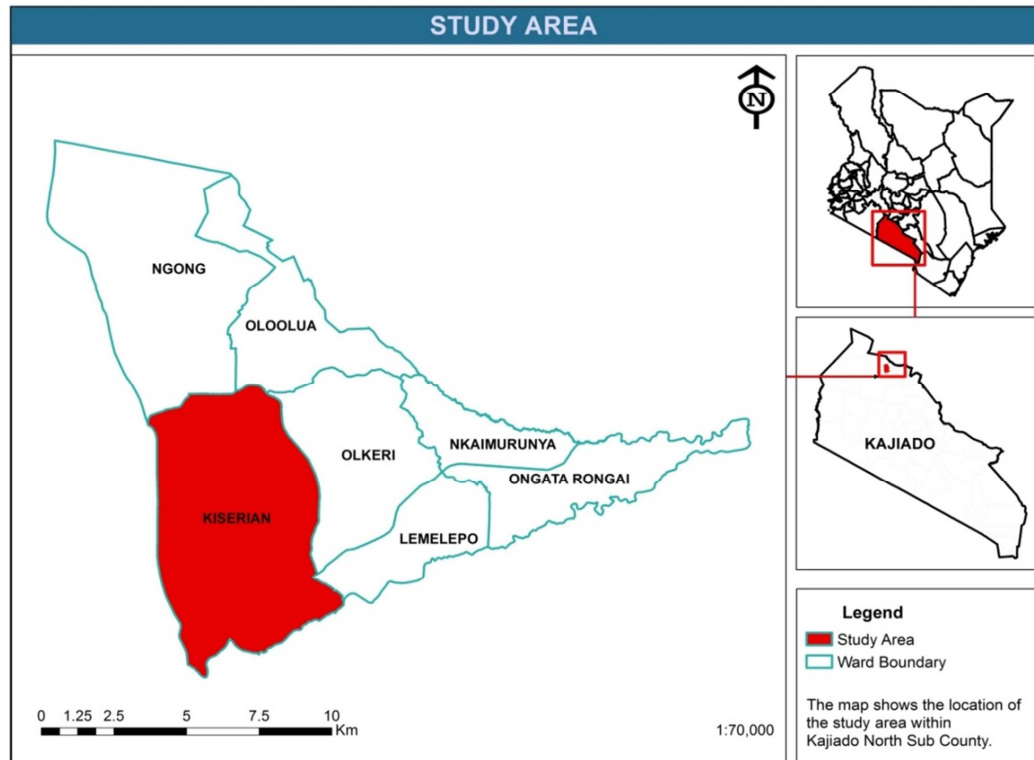 STUDY AREA
N
NGONG
OLOOLUA
NKAIMURUNYA
OLKERI
ONGATA RONGAI
KISERIAN
LEMELEPO
0 1.25 2.5 5 7.5 10
Km
1:70,000
KAJIADO
Legend
Study Area
Ward Boundary
The map shows the location of
the study area within
Kajiado North Sub County.